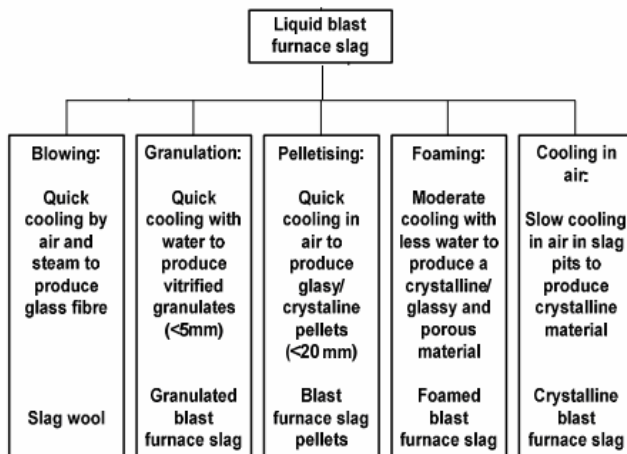 Liquid blast
furnace slag
Blowing:
Quick
cooling by
air and
steam to
produce
glass fibre
Slag wool
Granulation:
Quick
cooling with
water to
produce
vitrified
granulates
(<5mm)
Granulated
blast
furnace slag
Pelletising:
Quick
cooling in
air to
produce
glasy/
crystaline
pellets
(<20 mm)
Blast
furnace slag
pellets
Foaming:
Moderate
cooling with
less water to
produce a
crystalline/
glassy and
porous
material
Foamed
blast
furnace slag
Cooling in
air:
Slow cooling
in air in slag
pits to
produce
crystalline
material
Crystalline
blast
furnace slag